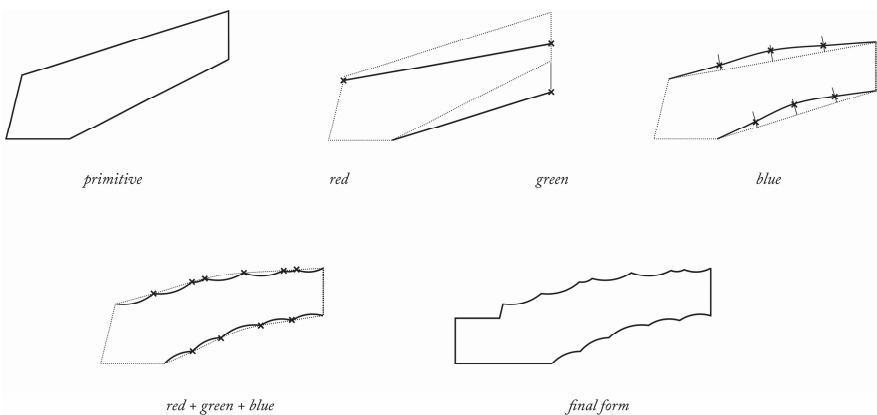 primitive
red
green
blue
red + green + blue
final form